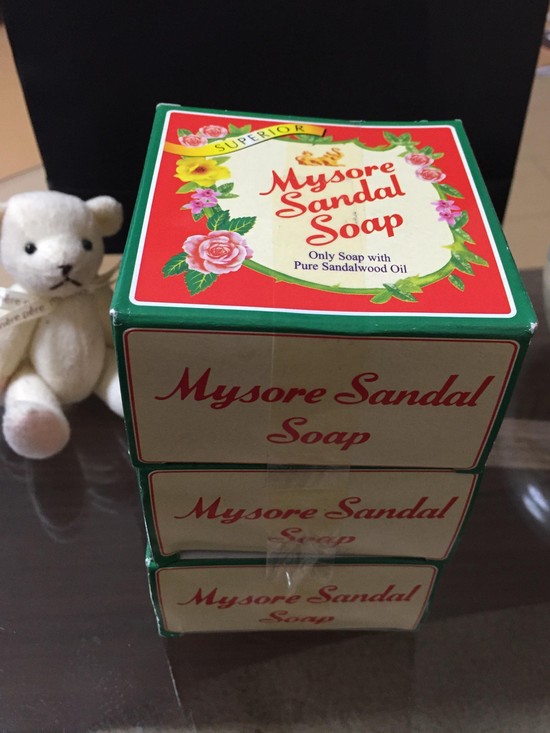 SUPERIOR
Mysore
Sandal
Soap
Only Soap with
Pure Sandalwood Oil
Mysore Sandal
Soap
Mysore Sandal
Soap
Mysore Sandal
Soap